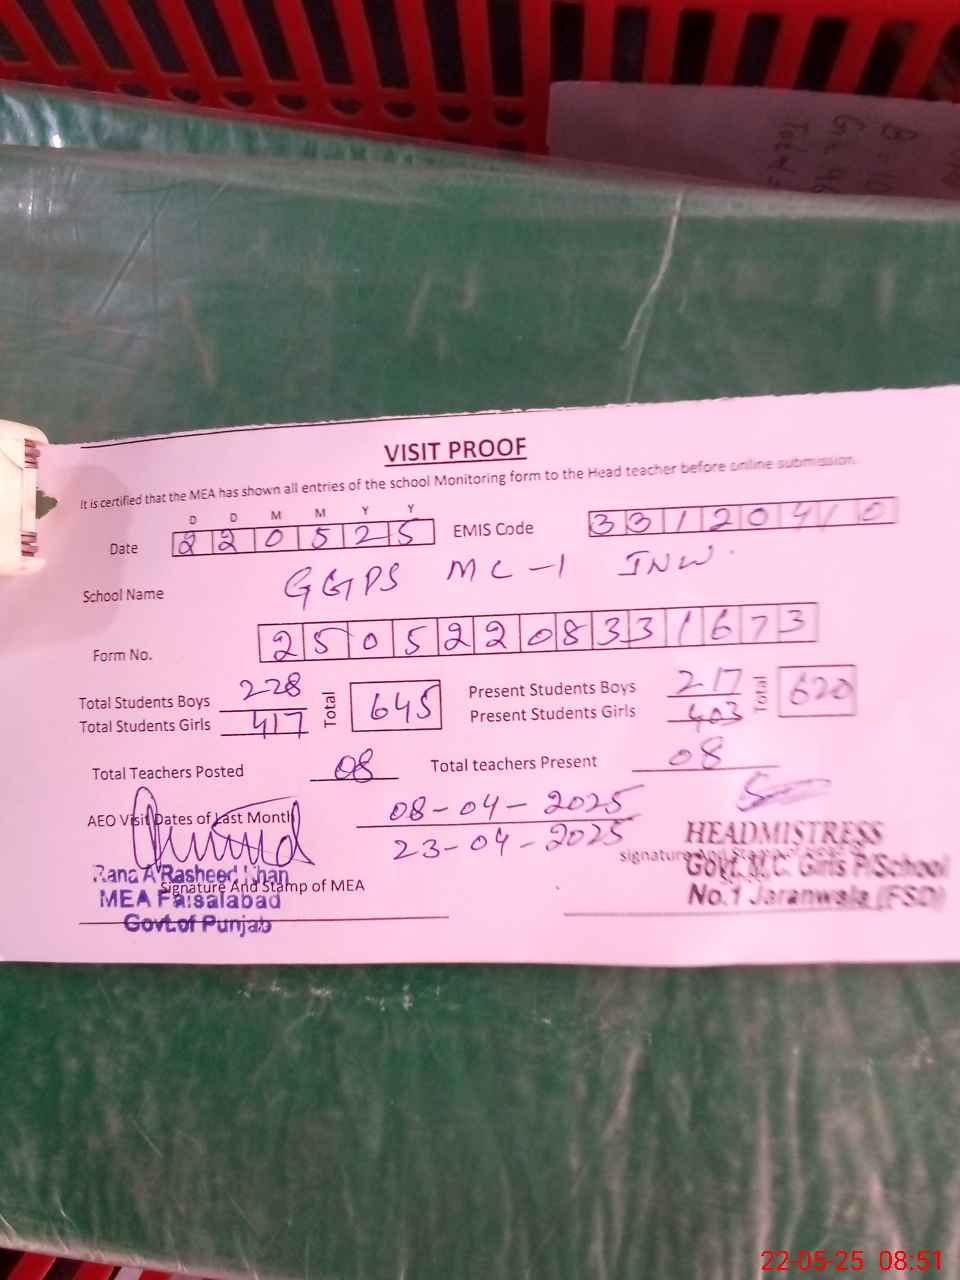 VISIT PROOF
It is certified that the MEA has shown all entries of the school Monitoring form to the Head teacher before online submission.
D D M M Y Y
Date 2 2 0 5 2 5 EMIS Code 3 3 1 2 0 4 1 0
School Name GGPS MC-1 JNW.
Form No. 2 5 0 5 2 2 0 8 3 3 1 6 7 3
Total Students Boys 228 Total 645 Present Students Boys 217 Total 620
Total Students Girls 417 Present Students Girls 403
Total Teachers Posted 08 Total teachers Present 08
AEO Visit Dates of Last Month 08-04-2025
23-04-2025
HEADMISTRESS
signature And Stamp
Govt. M.C. Girls P/School
No.1 Jaranwala (FSD)
Rana A Rasheed Khan
Signature And Stamp of MEA
MEA Faisalabad
Govt.of Punjab
22-05-25 08:51